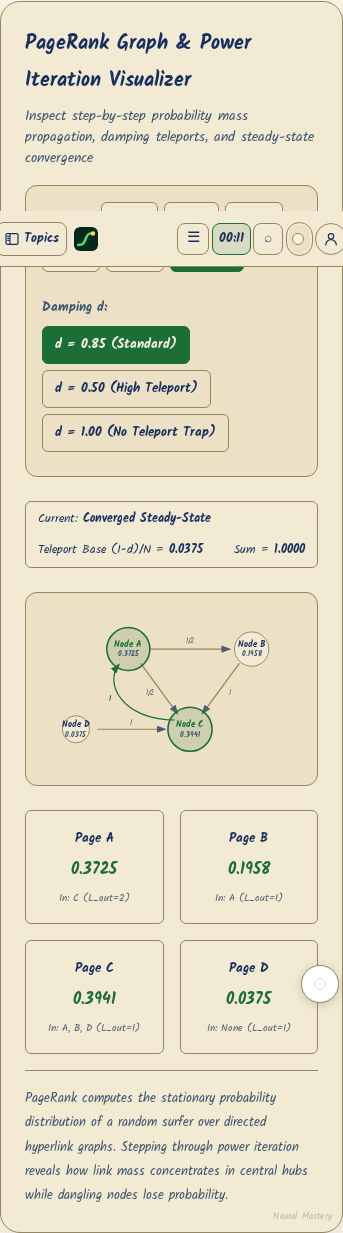 PageRank Graph & Power
Iteration Visualizer
Inspect step-by-step probability mass
propagation, damping teleports, and steady-state
convergence
Topics
00:11
Damping d:
d = 0.85 (Standard)
d = 0.50 (High Teleport)
d = 1.00 (No Teleport Trap)
Current: Converged Steady-State
Teleport Base (1-d)/N = 0.0375 Sum = 1.0000
Node A
0.3725
1/2
Node B
0.1958
1
1/2
1
Node D
0.0375
1
Node C
0.3941
Page A
0.3725
In: C (L_out=2)
Page B
0.1958
In: A (L_out=1)
Page C
0.3941
In: A, B, D (L_out=1)
Page D
0.0375
In: None (L_out=1)
PageRank computes the stationary probability
distribution of a random surfer over directed
hyperlink graphs. Stepping through power iteration
reveals how link mass concentrates in central hubs
while dangling nodes lose probability.
Neural Mastery